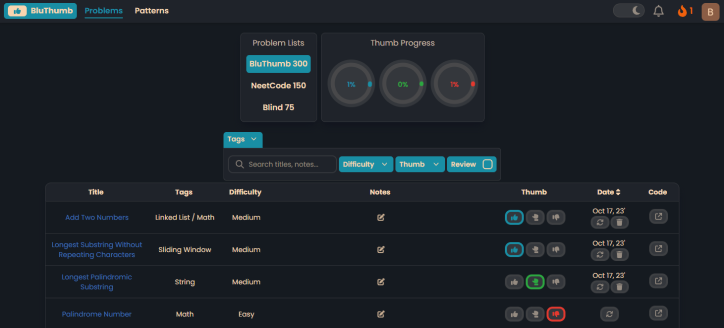 BluThumb Problems Patterns 1 B
Problem Lists
BluThumb 300
NeetCode 150
Blind 75
Thumb Progress
1% 0% 1%
Tags
Search titles, notes... Difficulty Thumb Review
Title Tags Difficulty Notes Thumb Date Code
Add Two Numbers Linked List / Math Medium Oct 17, 23'
Longest Substring Without
Repeating Characters Sliding Window Medium Oct 17, 23'
Longest Palindromic
Substring String Medium Oct 17, 23'
Palindrome Number Math Easy